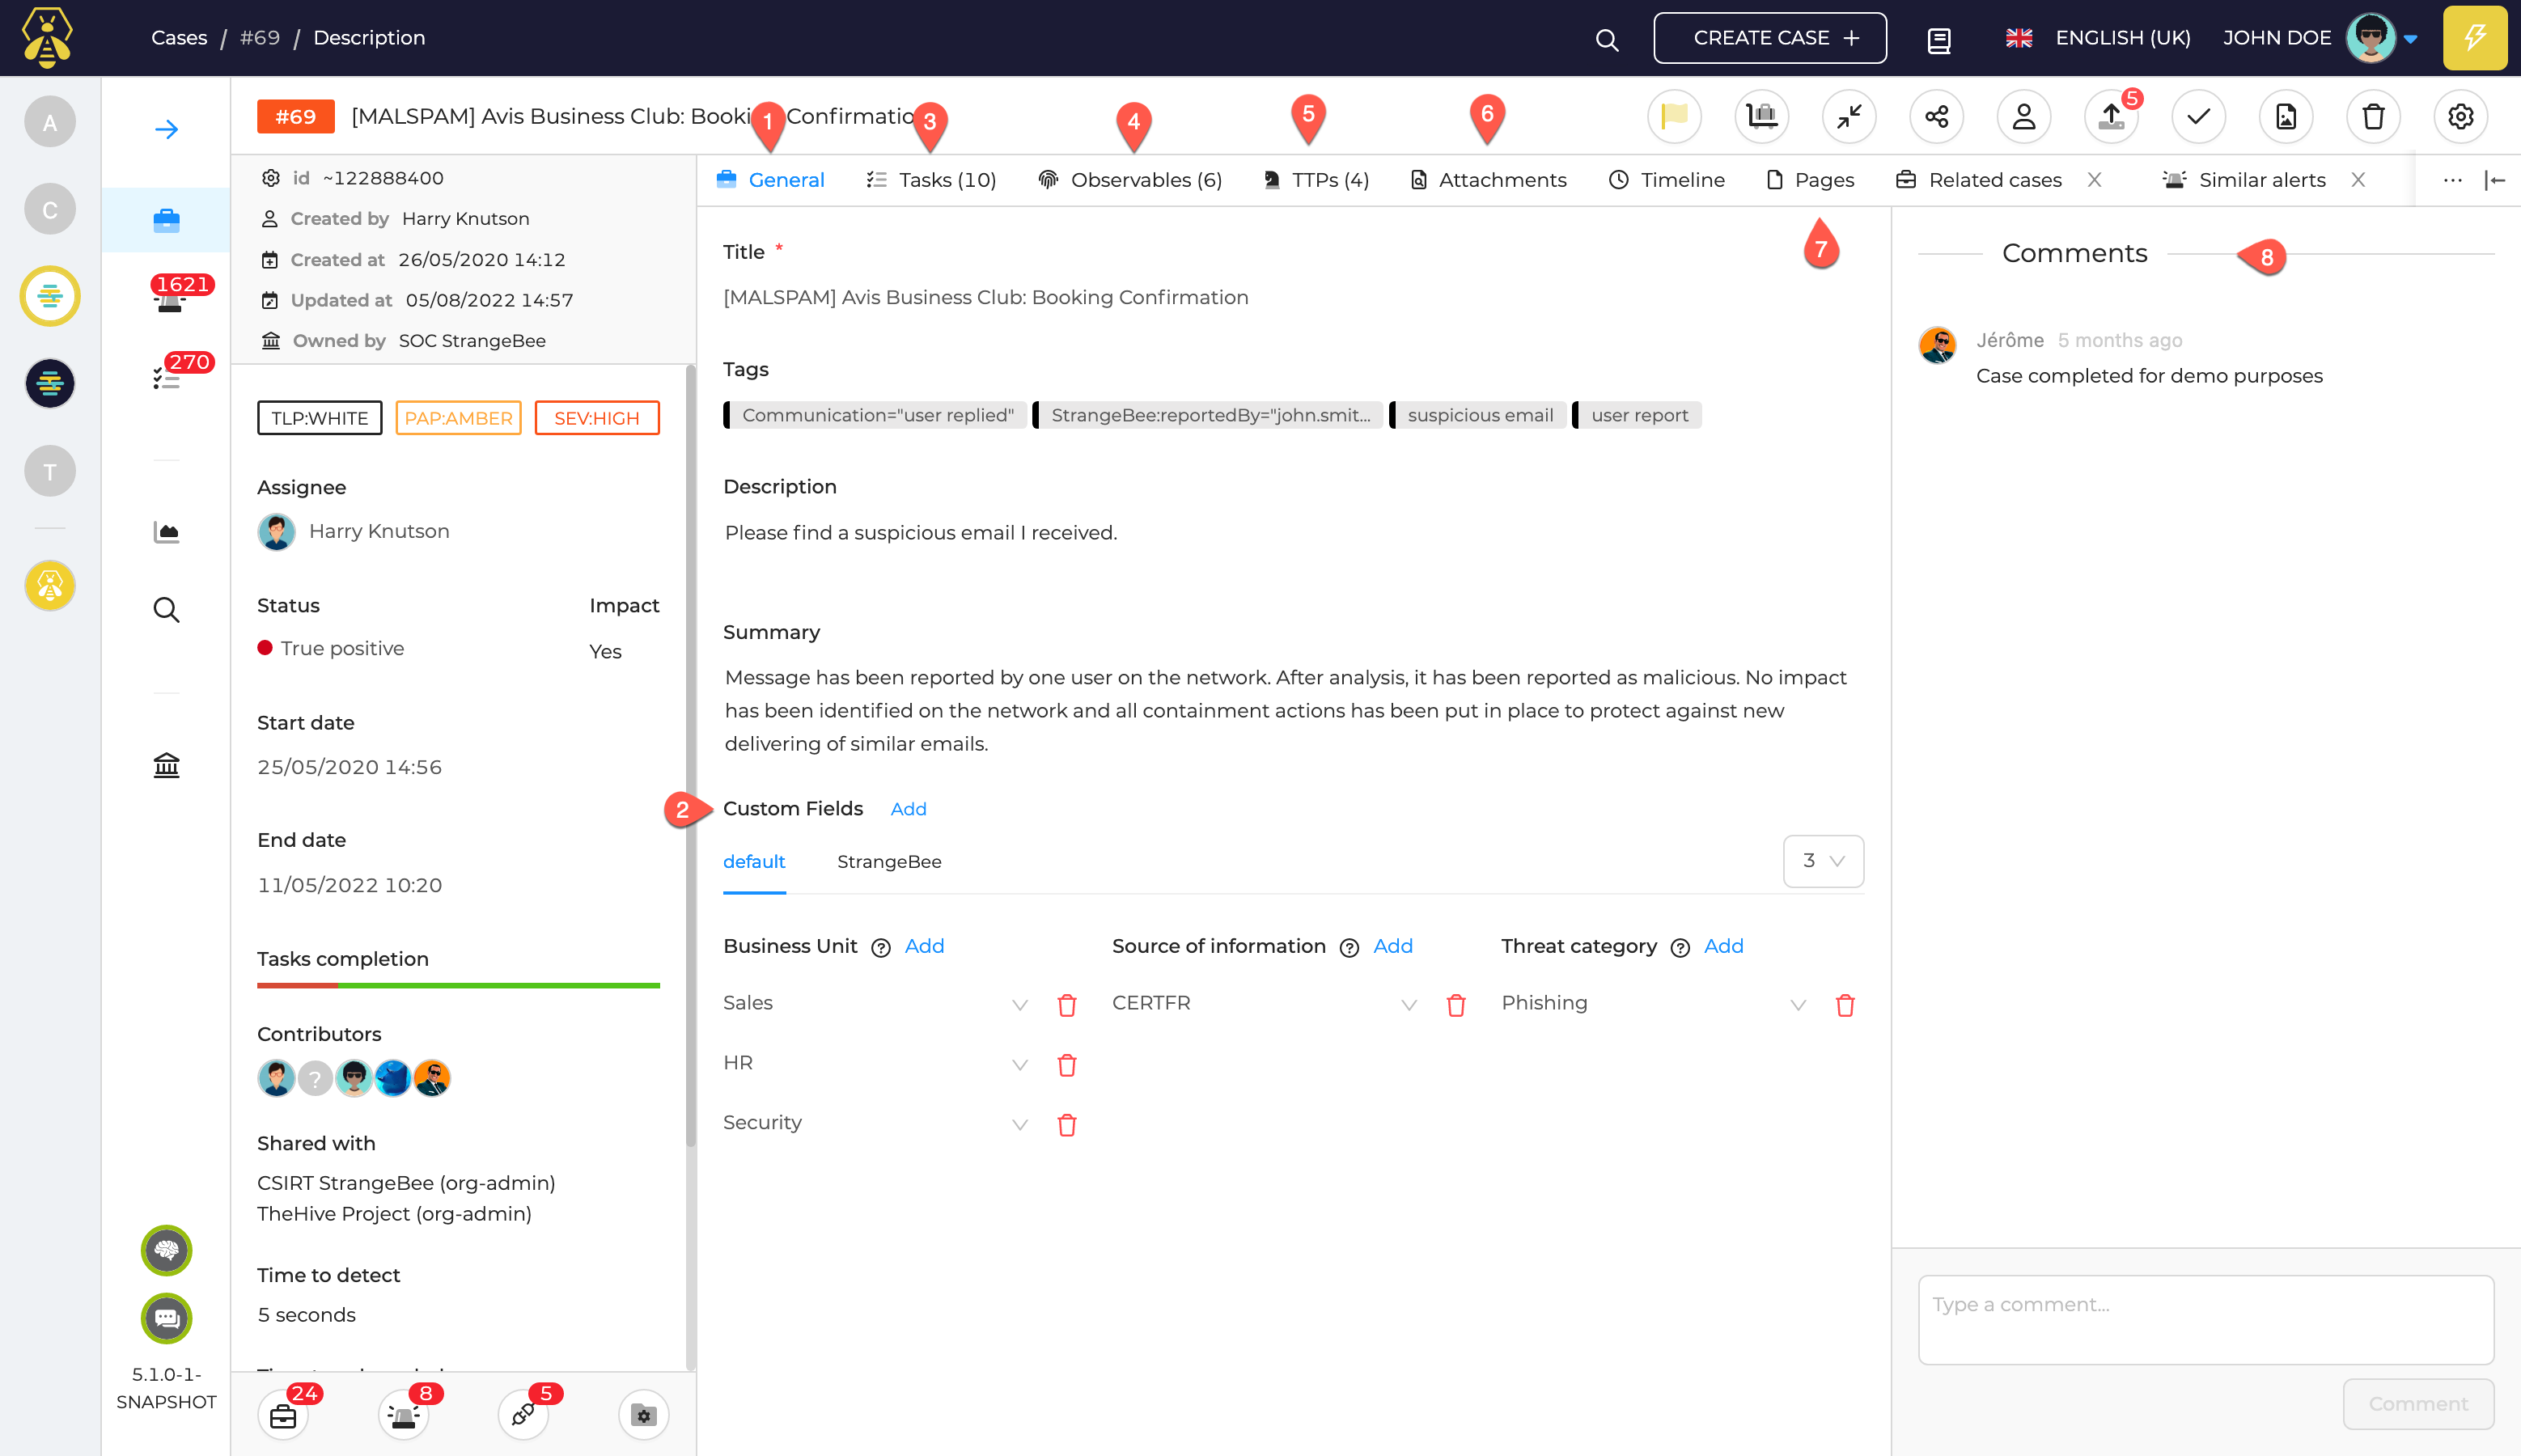 Cases / #69 / Description
CREATE CASE +
ENGLISH (UK)
JOHN DOE
A
C
T
1621
270
5.1.0-1-
SNAPSHOT
#69 [MALSPAM] Avis Business Club: Booki 1 Confirmatio 3
4
5
6
5
id ~122888400
Created by Harry Knutson
Created at 26/05/2020 14:12
Updated at 05/08/2022 14:57
Owned by SOC StrangeBee
TLP:WHITE PAP:AMBER SEV:HIGH
Assignee
Harry Knutson
Status Impact
True positive Yes
Start date
25/05/2020 14:56
End date
11/05/2022 10:20
Tasks completion
Contributors
?
Shared with
CSIRT StrangeBee (org-admin)
TheHive Project (org-admin)
Time to detect
5 seconds
24 8 5
General Tasks (10) Observables (6) TTPs (4) Attachments Timeline Pages Related cases X Similar alerts X ...
7
Title *
[MALSPAM] Avis Business Club: Booking Confirmation
Tags
Communication="user replied" StrangeBee:reportedBy="john.smit... suspicious email user report
Description
Please find a suspicious email I received.
Summary
Message has been reported by one user on the network. After analysis, it has been reported as malicious. No impact
has been identified on the network and all containment actions has been put in place to protect against new
delivering of similar emails.
2 Custom Fields Add
default StrangeBee 3
Business Unit ? Add Source of information ? Add Threat category ? Add
Sales CERTFR Phishing
HR
Security
Comments 8
Jérôme 5 months ago
Case completed for demo purposes
Type a comment...
Comment